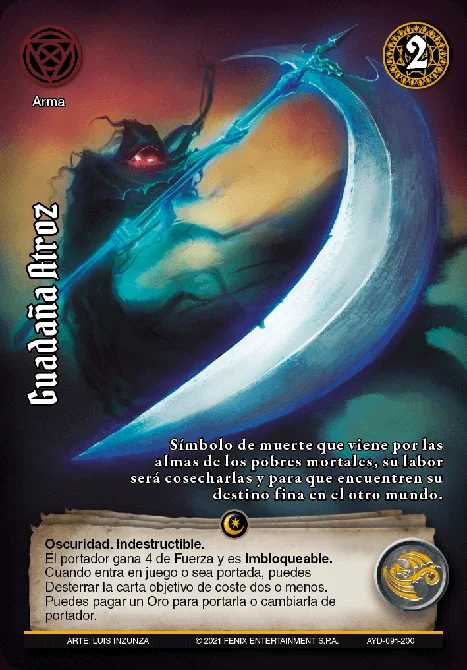 2
Arma
Guadaña Atroz
Símbolo de muerte que viene por las
almas de los pobres mortales, su labor
será cosecharlas y para que encuentren su
destino fina en el otro mundo.
Oscuridad. Indestructible.
El portador gana 4 de Fuerza y es Imbloqueable.
Cuando entra en juego o sea portada, puedes
Desterrar la carta objetivo de coste dos o menos.
Puedes pagar un Oro para portarla o cambiarla de
portador.
ARTE: LUIS INZUNZA © 2021 FENIX ENTERTAINMENT S.P.A. AYD-091-200